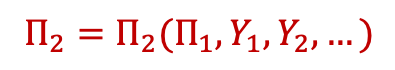 Π₂ = Π₂(Π₁, Y₁, Y₂, …)